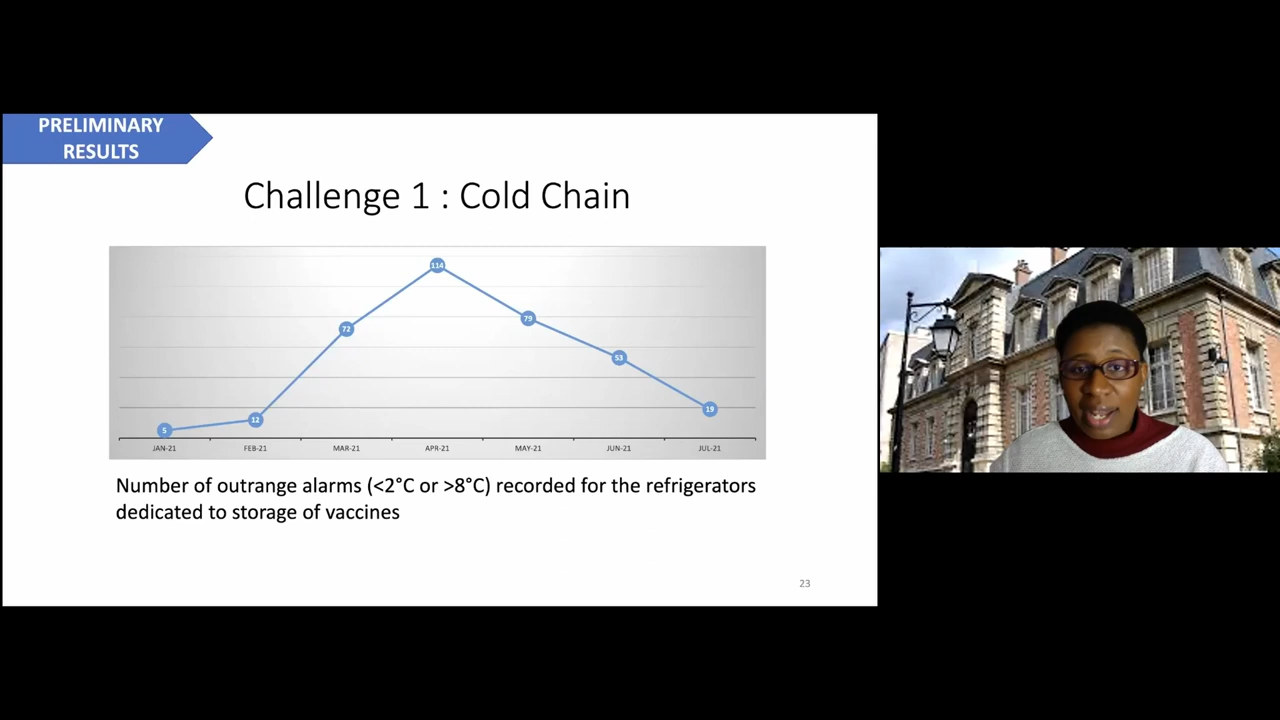 PRELIMINARY
RESULTS
Challenge 1 : Cold Chain
5
12
72
114
79
53
19
JAN-21 FEB-21 MAR-21 APR-21 MAY-21 JUN-21 JUL-21
Number of outrange alarms (<2°C or >8°C) recorded for the refrigerators
dedicated to storage of vaccines
23